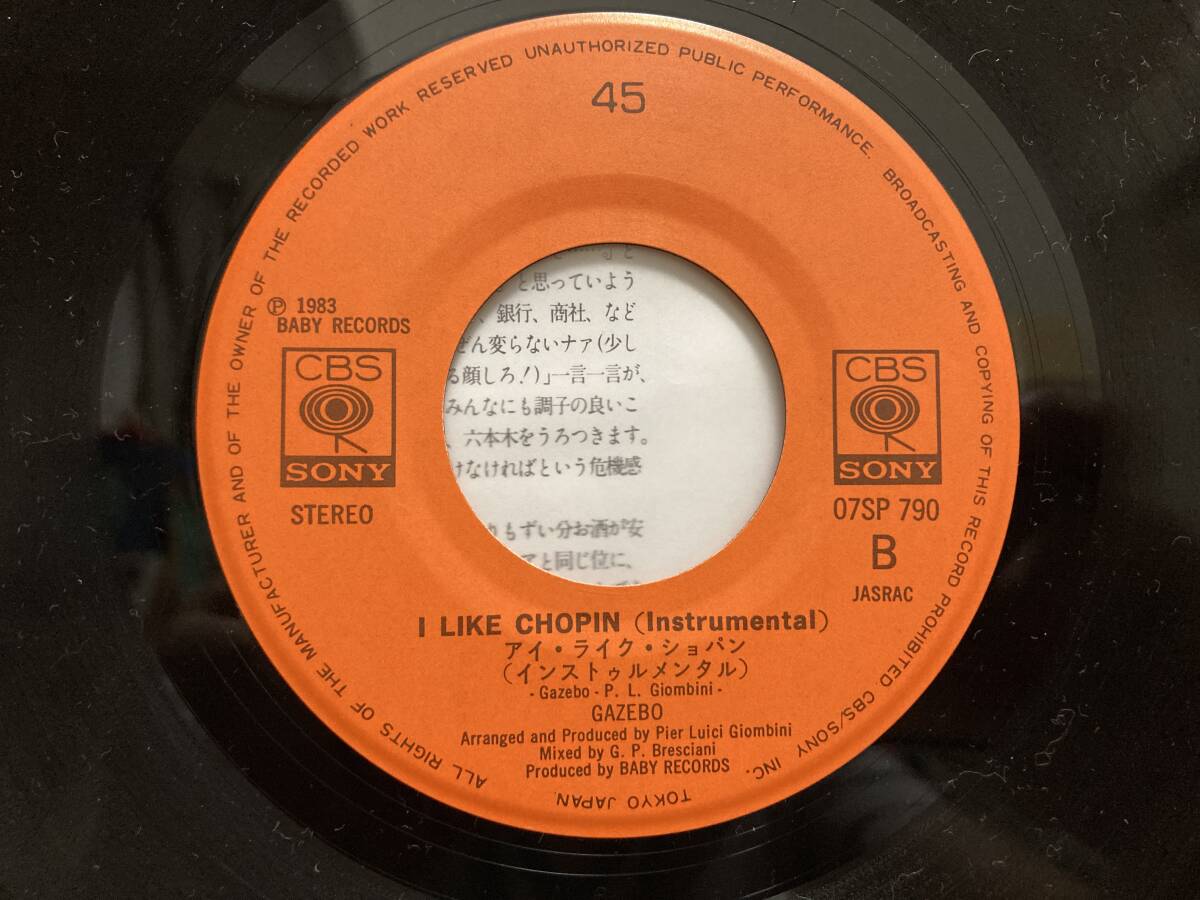 ALL RIGHTS OF THE MANUFACTURER AND OF THE OWNER OF THE RECORDED WORK RESERVED UNAUTHORIZED PUBLIC PERFORMANCE. BROADCASTING AND COPYING OF THIS RECORD PROHIBITED CBS/SONY INC. TOKYO JAPAN
45
℗ 1983
BABY RECORDS
CBS
SONY
STEREO
CBS
SONY
07SP 790
B
JASRAC
と思っていよう
、銀行、商社、など
ぜん変らないナァ(少し
る顔しろ!)」一言一言が、
みんなにも調子の良いこ
、六本木をうろつきます。
けなければという危機感
りもずい分お酒が安
アと同じ位に、
I LIKE CHOPIN (Instrumental)
アイ・ライク・ショパン
(インストゥルメンタル)
- Gazebo - P. L. Giombini -
GAZEBO
Arranged and Produced by Pier Luici Giombini
Mixed by G. P. Bresciani
Produced by BABY RECORDS